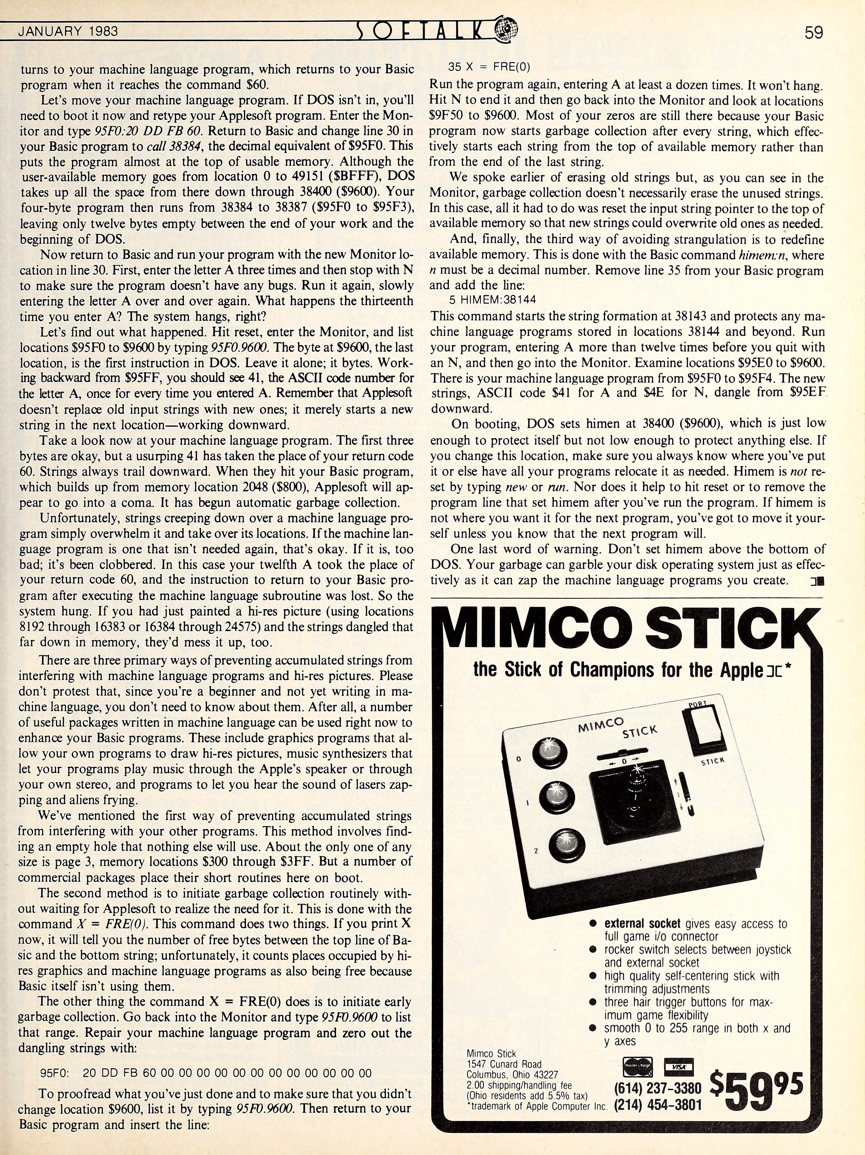 JANUARY 1983
SOFTALK
59
turns to your machine language program, which returns to your Basic
program when it reaches the command $60.
Let's move your machine language program. If DOS isn't in, you'll
need to boot it now and retype your Applesoft program. Enter the Mon-
itor and type 95F0:20 DD FB 60. Return to Basic and change line 30 in
your Basic program to call 38384, the decimal equivalent of $95F0. This
puts the program almost at the top of usable memory. Although the
user-available memory goes from location 0 to 49151 ($BFFF), DOS
takes up all the space from there down through 38400 ($9600). Your
four-byte program then runs from 38384 to 38387 ($95F0 to $95F3),
leaving only twelve bytes empty between the end of your work and the
beginning of DOS.
Now return to Basic and run your program with the new Monitor lo-
cation in line 30. First, enter the letter A three times and then stop with N
to make sure the program doesn't have any bugs. Run it again, slowly
entering the letter A over and over again. What happens the thirteenth
time you enter A? The system hangs, right?
Let's find out what happened. Hit reset, enter the Monitor, and list
locations $95F0 to $9600 by typing 95F0.9600. The byte at $9600, the last
location, is the first instruction in DOS. Leave it alone; it bytes. Work-
ing backward from $95FF, you should see 41, the ASCII code number for
the letter A, once for every time you entered A. Remember that Applesoft
doesn't replace old input strings with new ones; it merely starts a new
string in the next location—working downward.
Take a look now at your machine language program. The first three
bytes are okay, but a usurping 41 has taken the place of your return code
60. Strings always trail downward. When they hit your Basic program,
which builds up from memory location 2048 ($800), Applesoft will ap-
pear to go into a coma. It has begun automatic garbage collection.
Unfortunately, strings creeping down over a machine language pro-
gram simply overwhelm it and take over its locations. If the machine lan-
guage program is one that isn't needed again, that's okay. If it is, too
bad; it's been clobbered. In this case your twelfth A took the place of
your return code 60, and the instruction to return to your Basic pro-
gram after executing the machine language subroutine was lost. So the
system hung. If you had just painted a hi-res picture (using locations
8192 through 16383 or 16384 through 24575) and the strings dangled that
far down in memory, they'd mess it up, too.
There are three primary ways of preventing accumulated strings from
interfering with machine language programs and hi-res pictures. Please
don't protest that, since you're a beginner and not yet writing in ma-
chine language, you don't need to know about them. After all, a number
of useful packages written in machine language can be used right now to
enhance your Basic programs. These include graphics programs that al-
low your own programs to draw hi-res pictures, music synthesizers that
let your programs play music through the Apple's speaker or through
your own stereo, and programs to let you hear the sound of lasers zap-
ping and aliens frying.
We've mentioned the first way of preventing accumulated strings
from interfering with your other programs. This method involves find-
ing an empty hole that nothing else will use. About the only one of any
size is page 3, memory locations $300 through $3FF. But a number of
commercial packages place their short routines here on boot.
The second method is to initiate garbage collection routinely with-
out waiting for Applesoft to realize the need for it. This is done with the
command X = FRE(0). This command does two things. If you print X
now, it will tell you the number of free bytes between the top line of Ba-
sic and the bottom string; unfortunately, it counts places occupied by hi-
res graphics and machine language programs as also being free because
Basic itself isn't using them.
The other thing the command X = FRE(0) does is to initiate early
garbage collection. Go back into the Monitor and type 95F0.9600 to list
that range. Repair your machine language program and zero out the
dangling strings with:
95F0: 20 DD FB 60 00 00 00 00 00 00 00 00 00 00 00 00
To proofread what you've just done and to make sure that you didn't
change location $9600, list it by typing 95F0.9600. Then return to your
Basic program and insert the line:
35 X = FRE(0)
Run the program again, entering A at least a dozen times. It won't hang.
Hit N to end it and then go back into the Monitor and look at locations
$9F50 to $9600. Most of your zeros are still there because your Basic
program now starts garbage collection after every string, which effec-
tively starts each string from the top of available memory rather than
from the end of the last string.
We spoke earlier of erasing old strings but, as you can see in the
Monitor, garbage collection doesn't necessarily erase the unused strings.
In this case, all it had to do was reset the input string pointer to the top of
available memory so that new strings could overwrite old ones as needed.
And, finally, the third way of avoiding strangulation is to redefine
available memory. This is done with the Basic command himem:n, where
n must be a decimal number. Remove line 35 from your Basic program
and add the line:
5 HIMEM:38144
This command starts the string formation at 38143 and protects any ma-
chine language programs stored in locations 38144 and beyond. Run
your program, entering A more than twelve times before you quit with
an N, and then go into the Monitor. Examine locations $95E0 to $9600.
There is your machine language program from $95F0 to $95F4. The new
strings, ASCII code $41 for A and $4E for N, dangle from $95EF
downward.
On booting, DOS sets himen at 38400 ($9600), which is just low
enough to protect itself but not low enough to protect anything else. If
you change this location, make sure you always know where you've put
it or else have all your programs relocate it as needed. Himem is not re-
set by typing new or run. Nor does it help to hit reset or to remove the
program line that set himem after you've run the program. If himem is
not where you want it for the next program, you've got to move it your-
self unless you know that the next program will.
One last word of warning. Don't set himem above the bottom of
DOS. Your garbage can garble your disk operating system just as effec-
tively as it can zap the machine language programs you create.
MIMCO STICK
the Stick of Champions for the Apple ][*
MIMCO
STICK
PORT
STICK
0
0
1
2
• external socket gives easy access to
full game i/o connector
• rocker switch selects between joystick
and external socket
• high quality self-centering stick with
trimming adjustments
• three hair trigger buttons for max-
imum game flexibility
• smooth 0 to 255 range in both x and
y axes
Mimco Stick
1547 Cunard Road
Columbus, Ohio 43227
2.00 shipping/handling fee
(Ohio residents add 5.5% tax)
*trademark of Apple Computer Inc.
VISA
(614) 237-3380
(214) 454-3801
$59.95